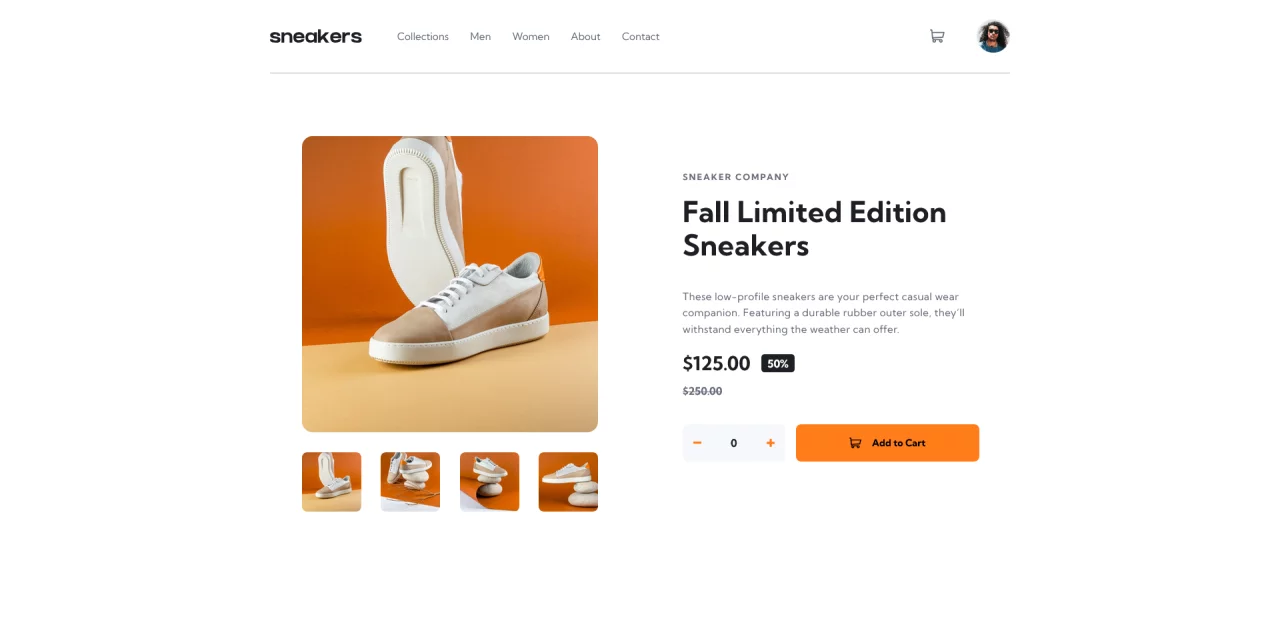 sneakers Collections Men Women About Contact
SNEAKER COMPANY
Fall Limited Edition
Sneakers
These low-profile sneakers are your perfect casual wear
companion. Featuring a durable rubber outer sole, they'll
withstand everything the weather can offer.
$125.00 50%
$250.00
0 Add to Cart